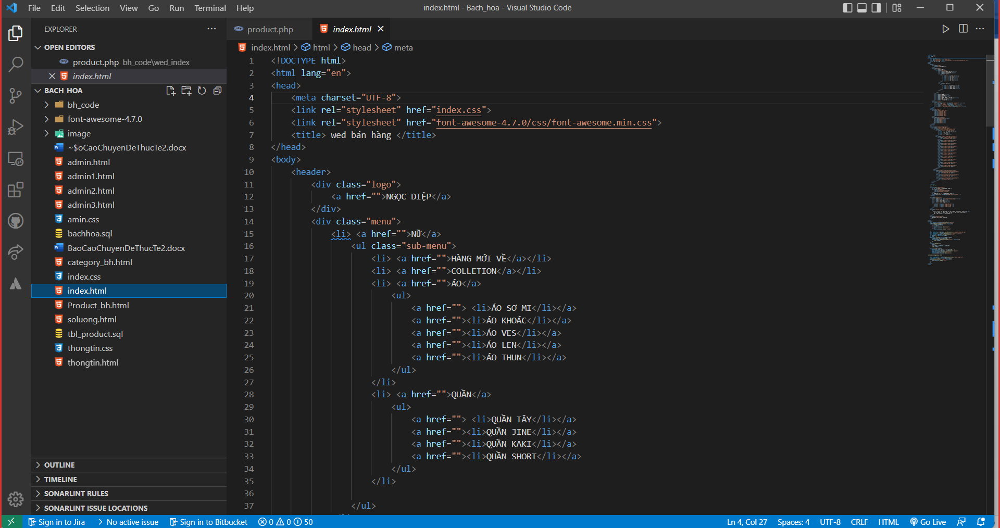 File Edit Selection View Go Run Terminal Help
index.html - Bach_hoa - Visual Studio Code
EXPLORER
OPEN EDITORS
product.php bh_code\wed_index
index.html
BACH_HOA
bh_code
font-awesome-4.7.0
image
~$oCaoChuyenDeThucTe2.docx
admin.html
admin1.html
admin2.html
admin3.html
amin.css
bachhoa.sql
BaoCaoChuyenDeThucTe2.docx
category_bh.html
index.css
index.html
Product_bh.html
soluong.html
tbl_product.sql
thongtin.css
thongtin.html
OUTLINE
TIMELINE
SONARLINT RULES
SONARLINT ISSUE LOCATIONS
product.php index.html
index.html > html > head > meta
1 <!DOCTYPE html>
2 <html lang="en">
3 <head>
4 <meta charset="UTF-8">
5 <link rel="stylesheet" href="index.css">
6 <link rel="stylesheet" href="font-awesome-4.7.0/css/font-awesome.min.css">
7 <title> wed bán hàng </title>
8 </head>
9 <body>
10 <header>
11 <div class="logo">
12 <a href="">NGỌC DIỆP</a>
13 </div>
14 <div class="menu">
15 <li> <a href="">NỮ</a>
16 <ul class="sub-menu">
17 <li> <a href="">HÀNG MỚI VỀ</a></li>
18 <li> <a href="">COLLETION</a></li>
19 <li> <a href="">ÁO</a>
20 <ul>
21 <a href=""> <li>ÁO SƠ MI</li></a>
22 <a href=""><li>ÁO KHOÁC</li></a>
23 <a href=""><li>ÁO VES</li></a>
24 <a href=""><li>ÁO LEN</li></a>
25 <a href=""><li>ÁO THUN</li></a>
26 </ul>
27 </li>
28 <li> <a href="">QUẦN</a>
29 <ul>
30 <a href=""> <li>QUẦN TÂY</li></a>
31 <a href=""><li>QUẦN JINE</li></a>
32 <a href=""><li>QUẦN KAKI</li></a>
33 <a href=""><li>QUẦN SHORT</li></a>
34 </ul>
35 </li>
36
37 </ul>
Sign in to Jira No active issue Sign in to Bitbucket 0 0 50 Ln 4, Col 27 Spaces: 4 UTF-8 CRLF HTML Go Live